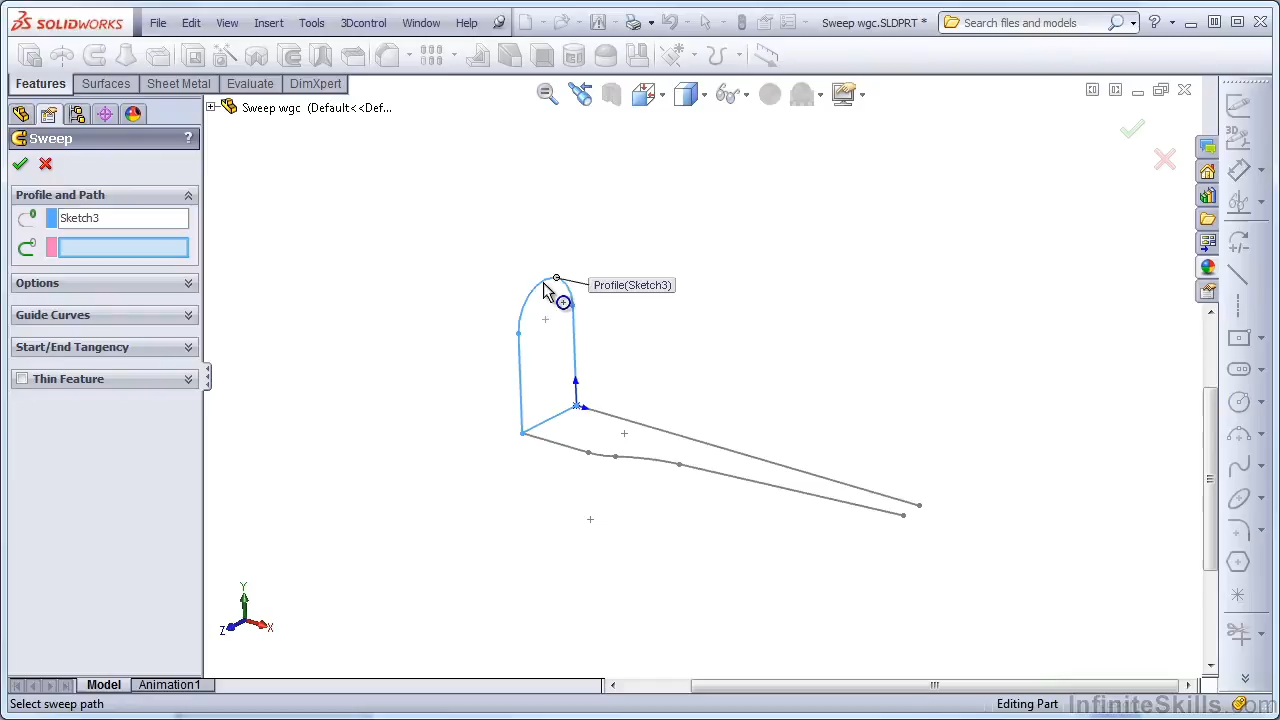 SOLIDWORKS File Edit View Insert Tools 3Dcontrol Window Help Sweep wgc.SLDPRT * Search files and models ?
Features Surfaces Sheet Metal Evaluate DimXpert
Sweep wgc (Default<<Def...
Sweep ?
Profile and Path
Sketch3
Options
Guide Curves
Start/End Tangency
Thin Feature
Profile(Sketch3)
3D
Y
Z X
Model Animation1
Select sweep path Editing Part
InfiniteSkills.com